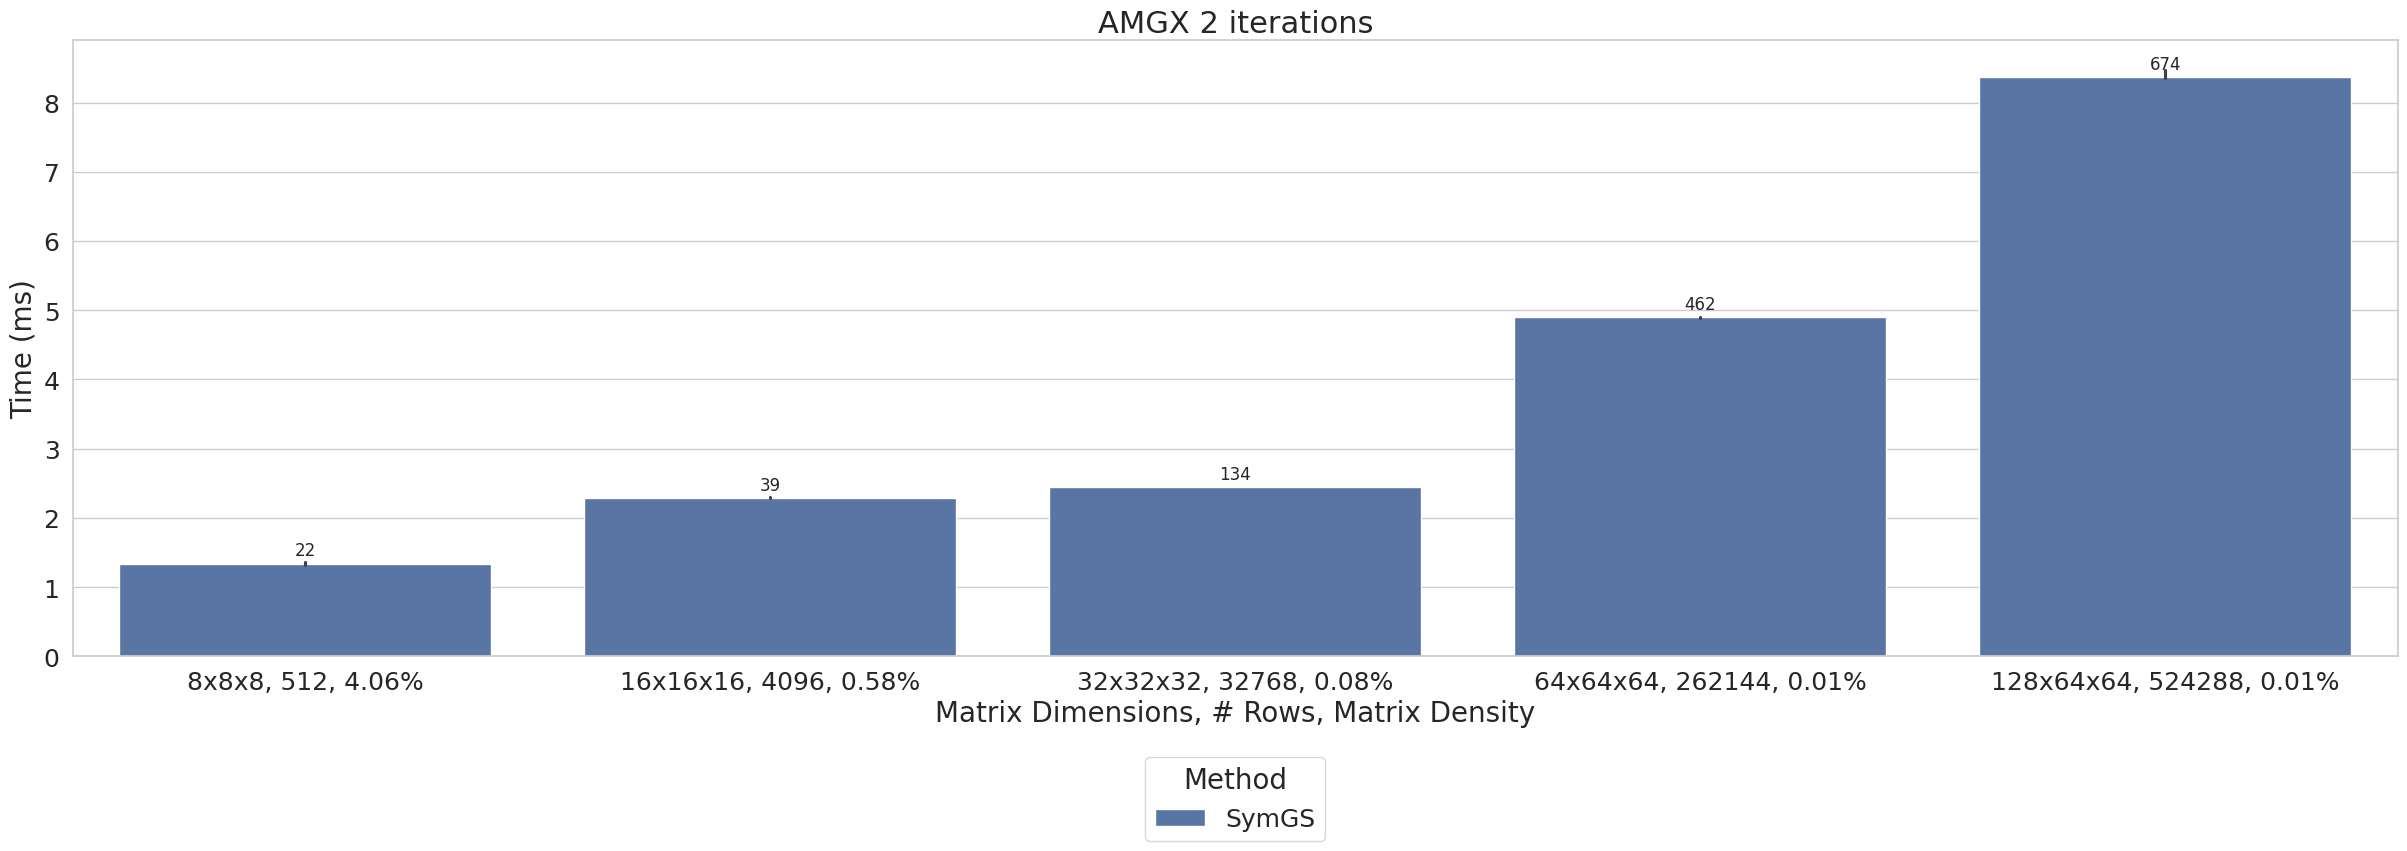 AMGX 2 iterations
Time (ms)
8
7
6
5
4
3
2
1
0
22
39
134
462
674
8x8x8, 512, 4.06%
16x16x16, 4096, 0.58%
32x32x32, 32768, 0.08%
64x64x64, 262144, 0.01%
128x64x64, 524288, 0.01%
Matrix Dimensions, # Rows, Matrix Density
Method
SymGS